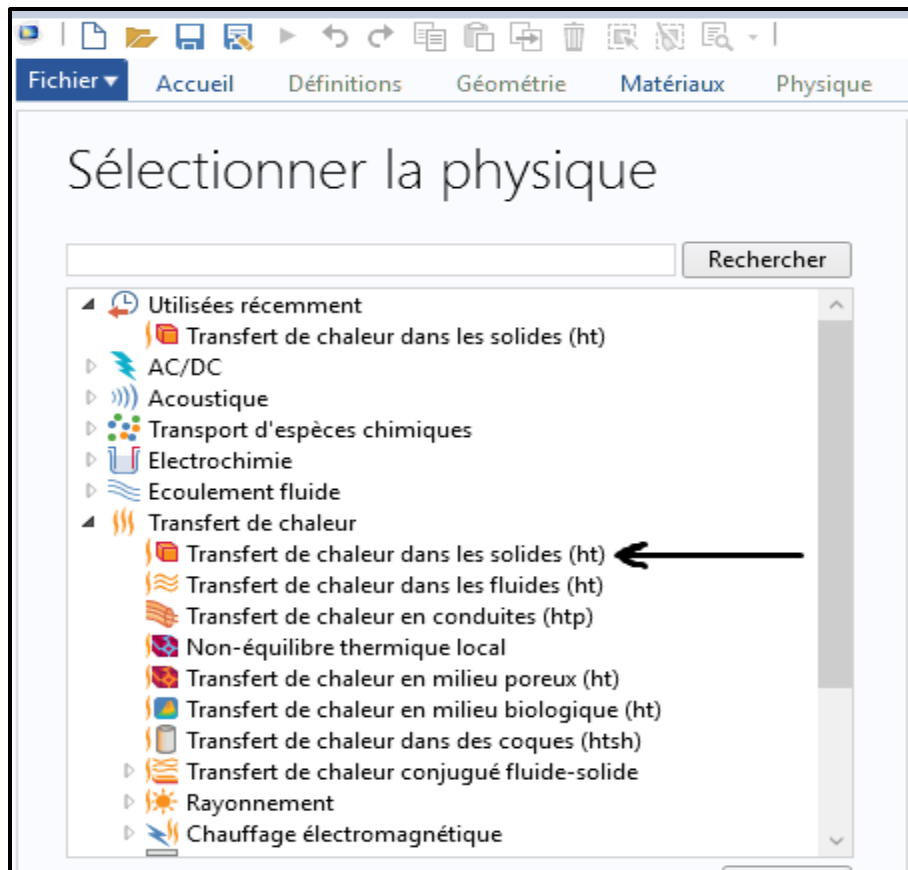 Fichier Accueil Définitions Géométrie Matériaux Physique
Sélectionner la physique
Rechercher
Utilisées récemment
Transfert de chaleur dans les solides (ht)
AC/DC
Acoustique
Transport d'espèces chimiques
Electrochimie
Ecoulement fluide
Transfert de chaleur
Transfert de chaleur dans les solides (ht)
Transfert de chaleur dans les fluides (ht)
Transfert de chaleur en conduites (htp)
Non-équilibre thermique local
Transfert de chaleur en milieu poreux (ht)
Transfert de chaleur en milieu biologique (ht)
Transfert de chaleur dans des coques (htsh)
Transfert de chaleur conjugué fluide-solide
Rayonnement
Chauffage électromagnétique